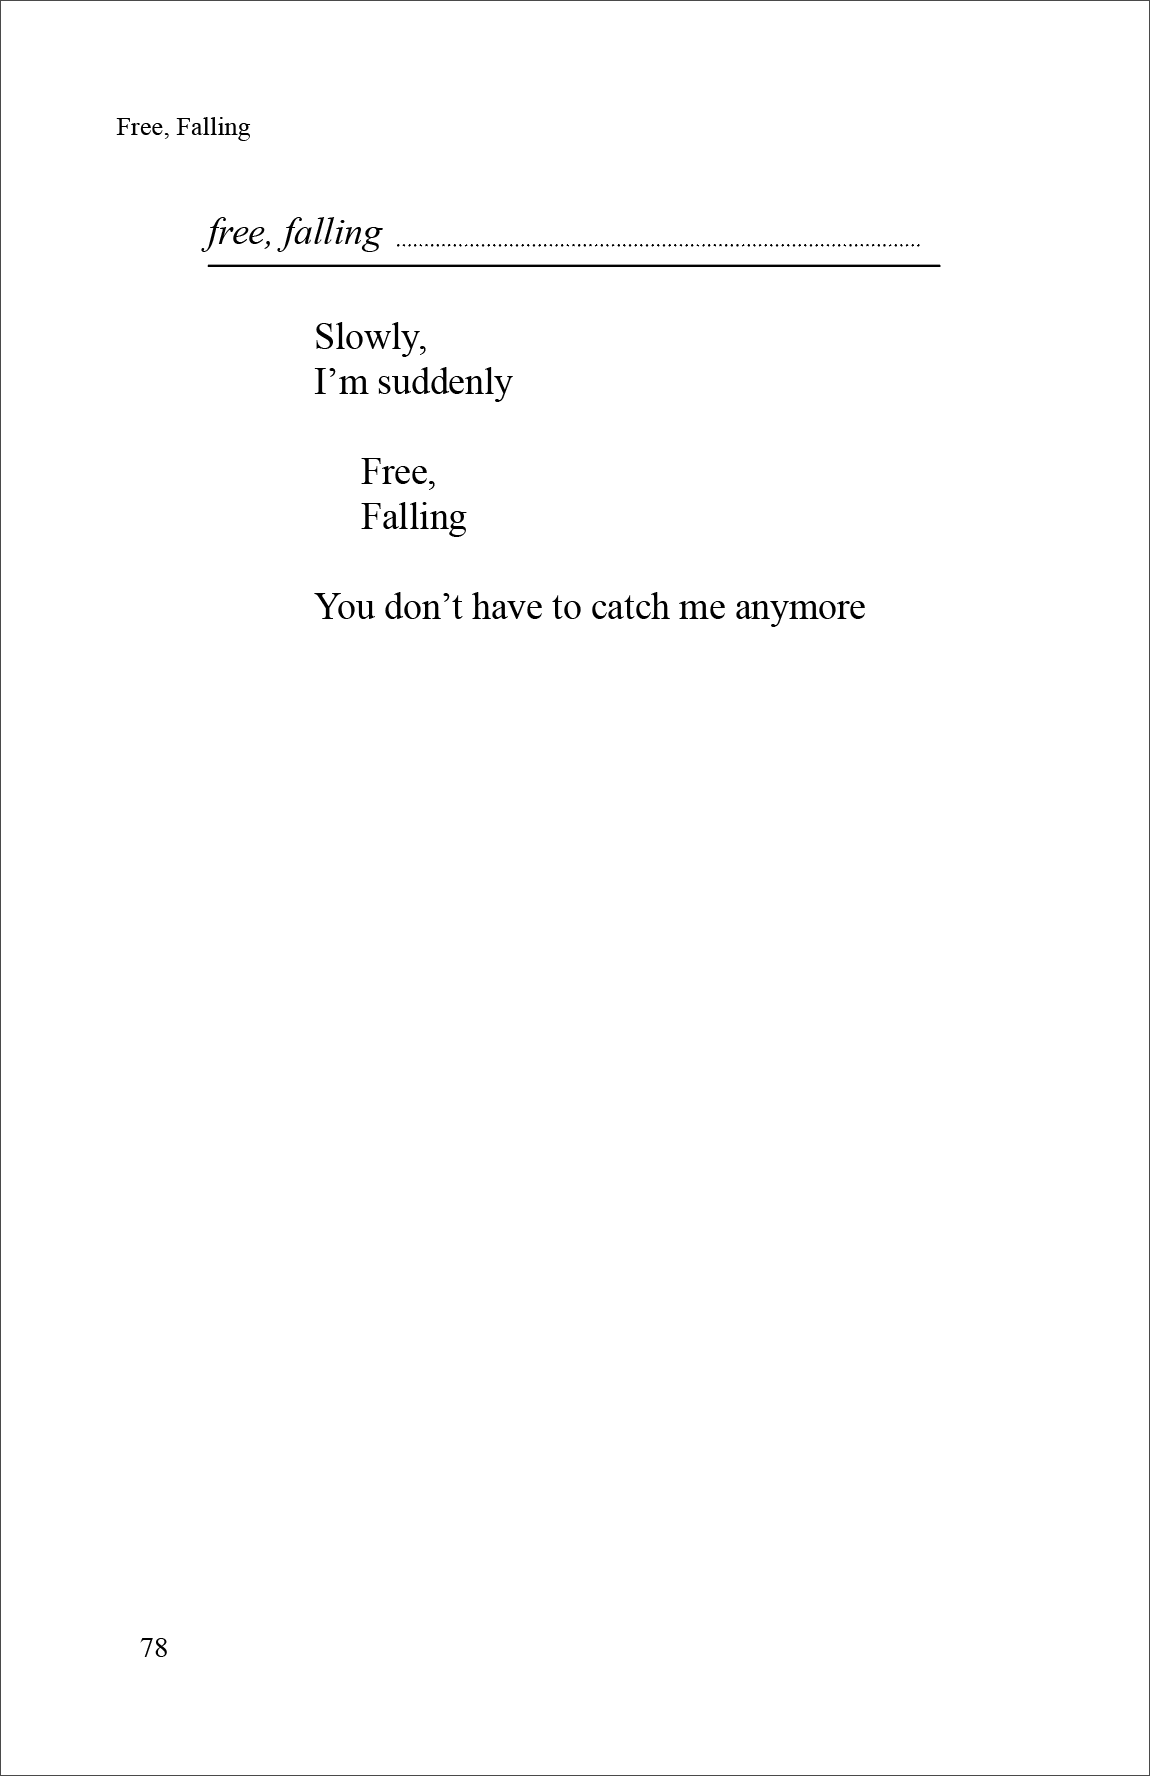 Free, Falling
free, falling ................................................................................................
Slowly,
I’m suddenly
Free,
Falling
You don’t have to catch me anymore
78